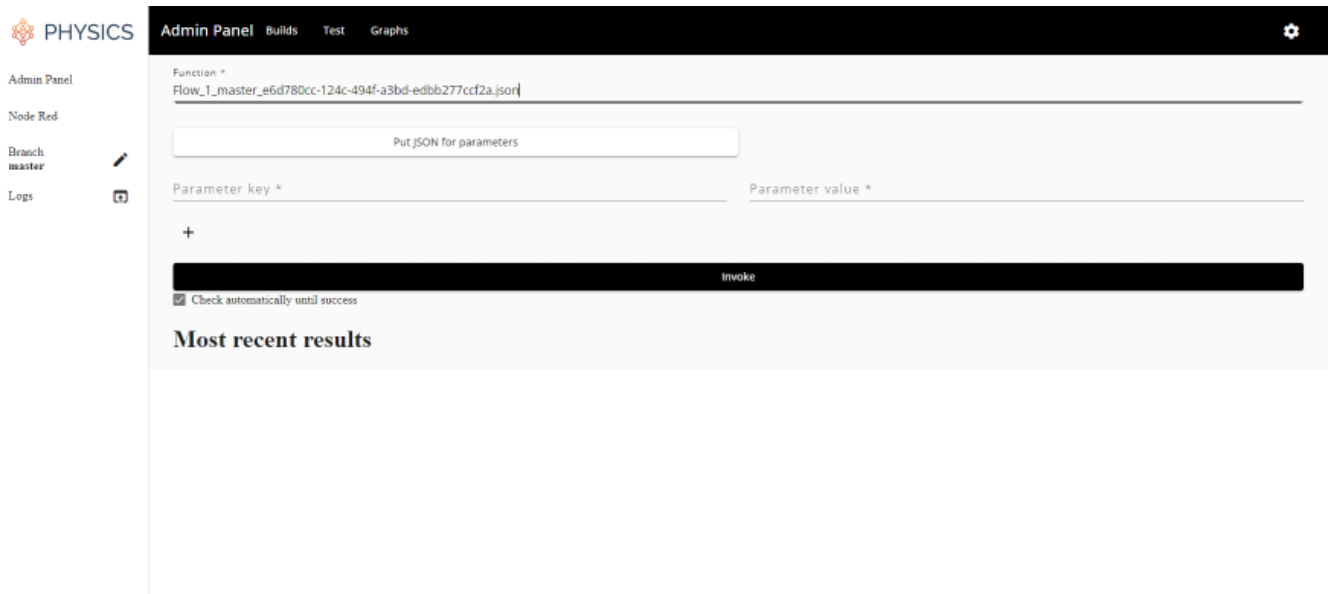 PHYSICS
Admin Panel Builds Test Graphs
Admin Panel
Node Red
Branch
master
Logs
Function *
Flow_1_master_e6d780cc-124c-494f-a3bd-edbb277ccf2a.json
Put JSON for parameters
Parameter key * Parameter value *
+
Invoke
Check automatically until success
Most recent results